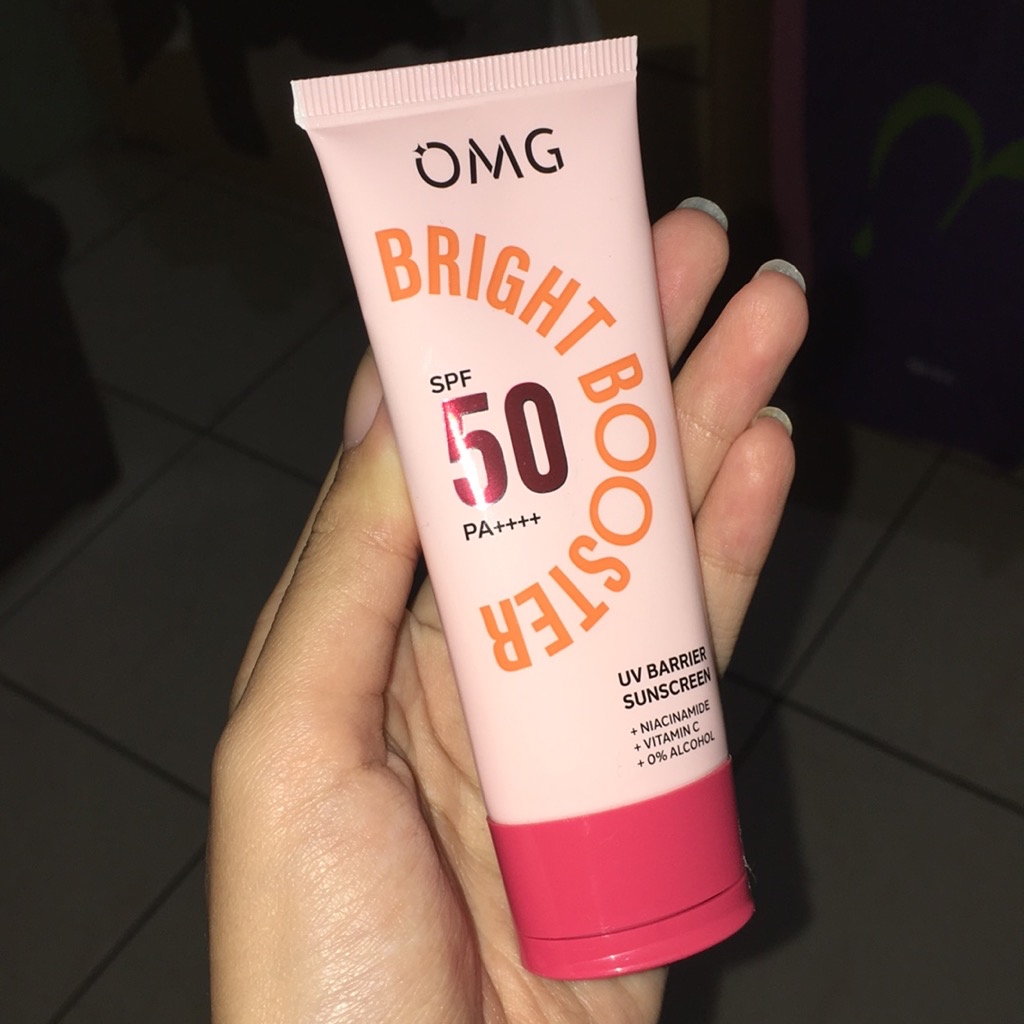 OMG
BRIGHT BOOSTER
SPF
50
PA++++
UV BARRIER
SUNSCREEN
+ NIACINAMIDE
+ VITAMIN C
+ 0% ALCOHOL